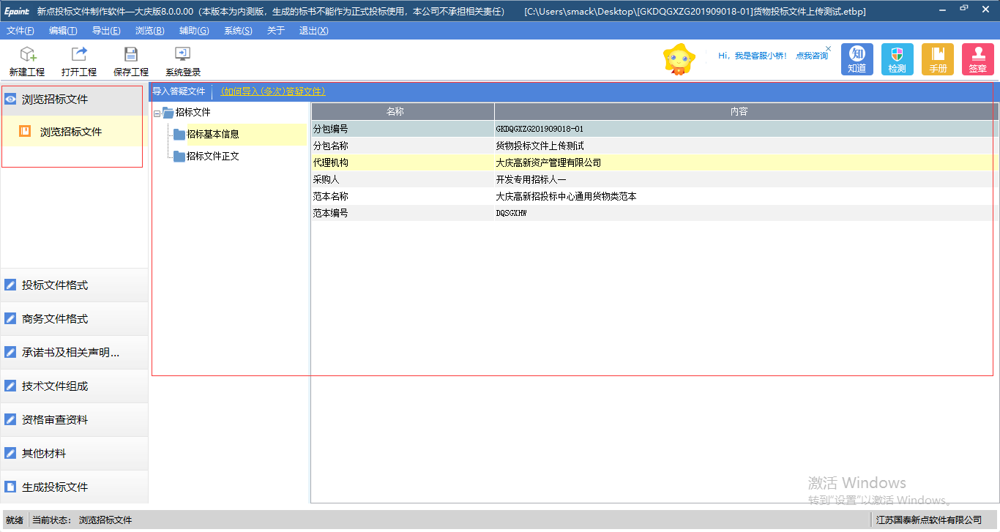 Epoint 新点投标文件制作软件—大庆版8.0.0.00（本版本为内测版，生成的标书不能作为正式投标使用，本公司不承担相关责任） [C:\Users\smack\Desktop\[GKDQGXZG201909018-01]货物投标文件上传测试.etbp]
文件(F) 编辑(T) 导出(E) 浏览(B) 辅助(G) 系统(S) 关于 退出(X)
新建工程 打开工程 保存工程 系统登录
Hi，我是客服小桥！ 点我咨询
知 知道 检测 手册 签章
浏览招标文件
浏览招标文件
投标文件格式
商务文件格式
承诺书及相关声明...
技术文件组成
资格审查资料
其他材料
生成投标文件
导入答疑文件 (如何导入(多次)答疑文件)
招标文件
招标基本信息
招标文件正文
名称 内容
分包编号 GKDQGXZG201909018-01
分包名称 货物投标文件上传测试
代理机构 大庆高新资产管理有限公司
采购人 开发专用招标人一
范本名称 大庆高新招投标中心通用货物类范本
范本编号 DQSGXHW
激活 Windows
转到"设置"以激活 Windows。
就绪 当前状态： 浏览招标文件 江苏国泰新点软件有限公司